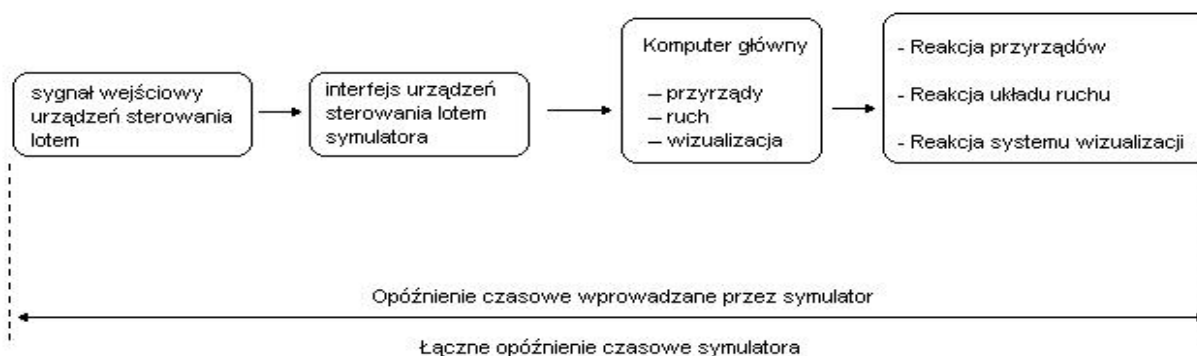 sygnał wejściowy
urządzeń sterowania
lotem
interfejs urządzeń
sterowania lotem
symulatora
Komputer główny
– przyrządy
– ruch
– wizualizacja
- Reakcja przyrządów
- Reakcja układu ruchu
- Reakcja systemu wizualizacji
Opóźnienie czasowe wprowadzane przez symulator
Łączne opóźnienie czasowe symulatora